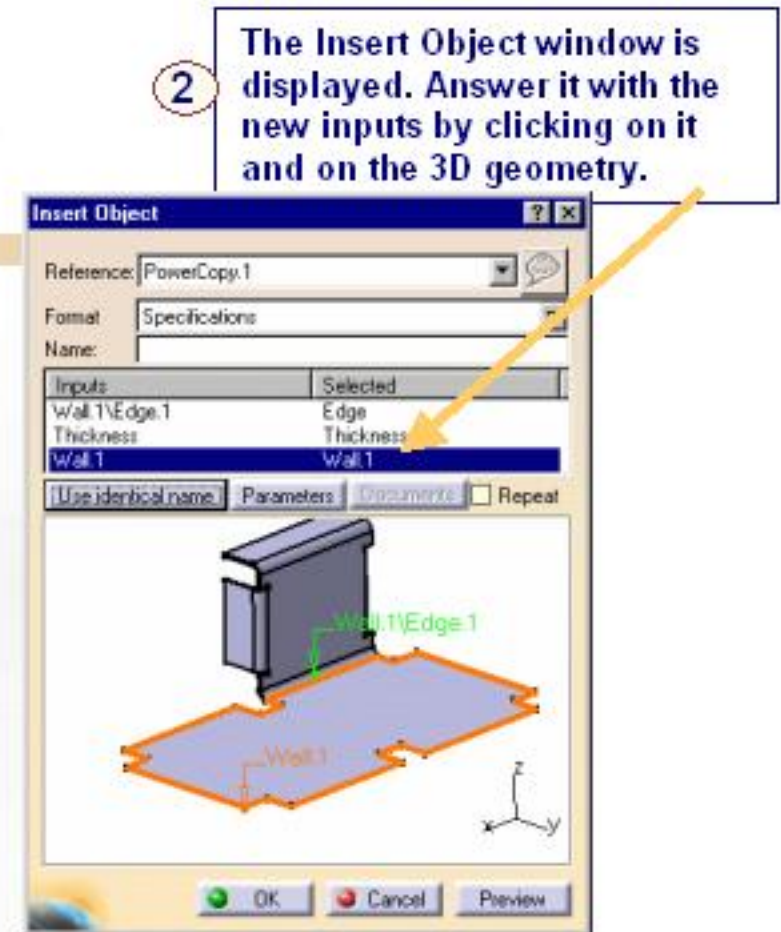 The Insert Object window is
2 displayed. Answer it with the
new inputs by clicking on it
and on the 3D geometry.
Insert Object
Reference: PowerCopy.1
Format Specifications
Name:
Inputs Selected
Wall.1\Edge.1 Edge
Thickness Thickness
Wall.1 Wall.1
Use identical name Parameters Documents Repeat
Wall.1\Edge.1
Wall.1
z
x y
OK Cancel Preview